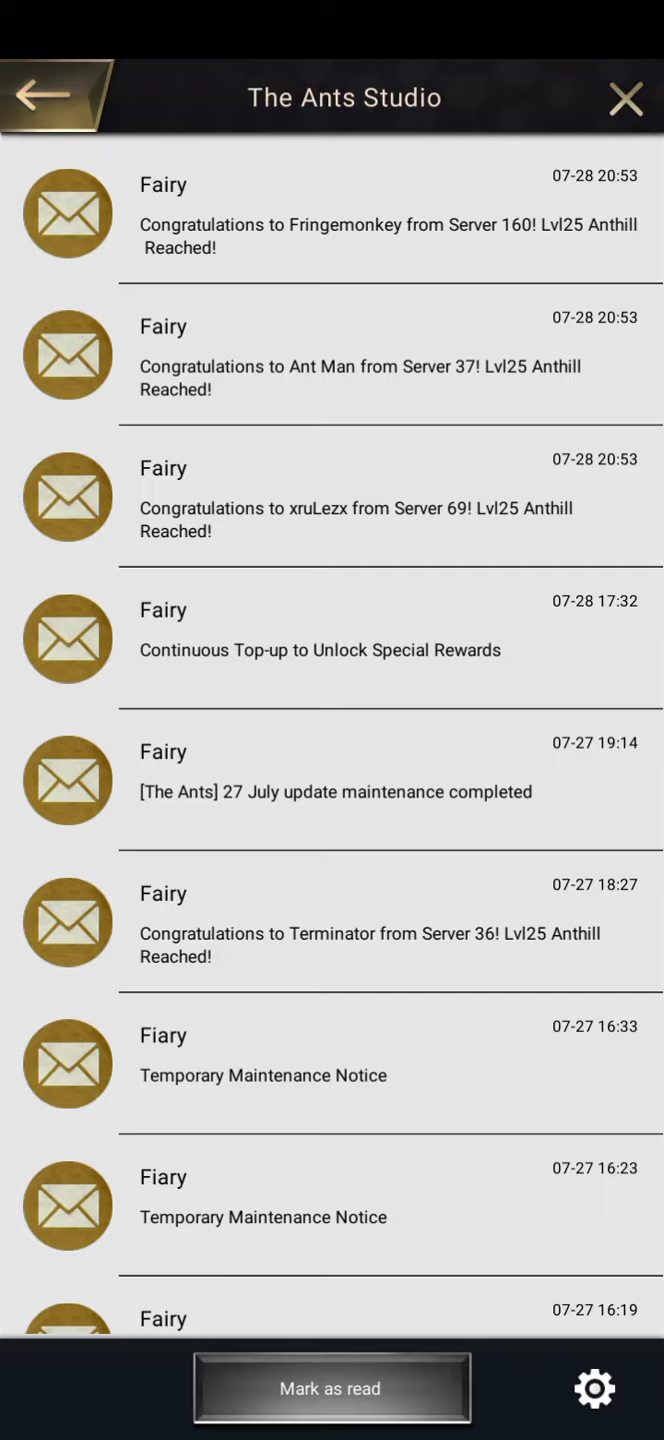 The Ants Studio
Fairy
07-28 20:53
Congratulations to Fringemonkey from Server 160! Lvl25 Anthill
Reached!
Fairy
07-28 20:53
Congratulations to Ant Man from Server 37! Lvl25 Anthill
Reached!
Fairy
07-28 20:53
Congratulations to xruLezx from Server 69! Lvl25 Anthill
Reached!
Fairy
07-28 17:32
Continuous Top-up to Unlock Special Rewards
Fairy
07-27 19:14
[The Ants] 27 July update maintenance completed
Fairy
07-27 18:27
Congratulations to Terminator from Server 36! Lvl25 Anthill
Reached!
Fiary
07-27 16:33
Temporary Maintenance Notice
Fiary
07-27 16:23
Temporary Maintenance Notice
Fairy
07-27 16:19
Mark as read